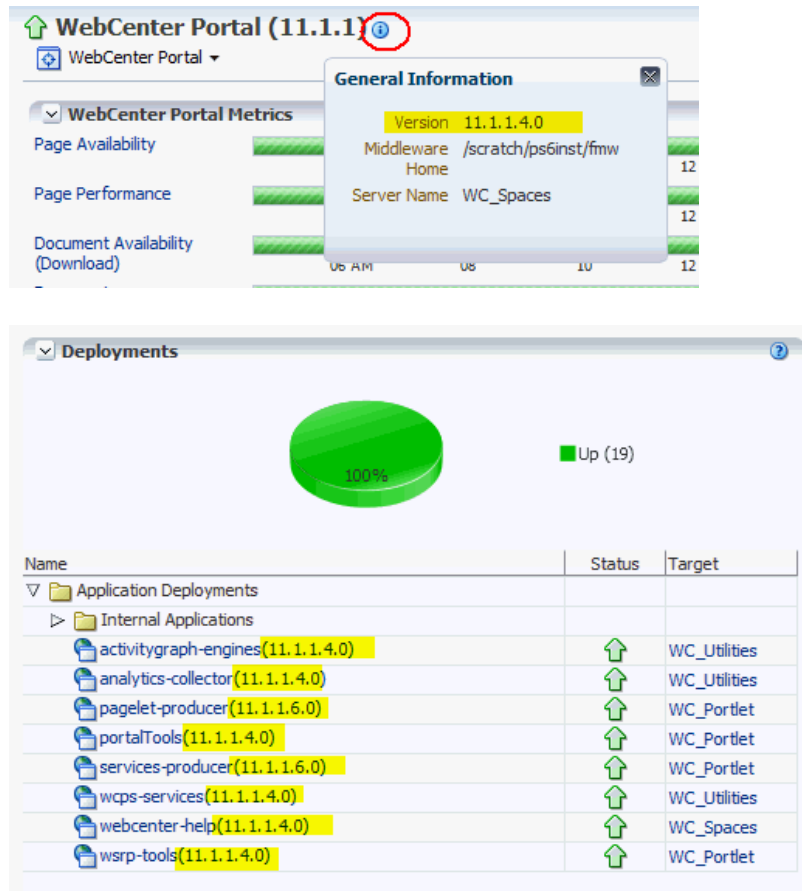 WebCenter Portal (11.1.1)
WebCenter Portal
General Information
Version 11.1.1.4.0
Middleware Home /scratch/ps6inst/fmw
Server Name WC_Spaces
WebCenter Portal Metrics
Page Availability
12
Page Performance
12
Document Availability
(Download)
06 AM 08 10 12
Deployments
100%
Up (19)
Name Status Target
Application Deployments
Internal Applications
activitygraph-engines(11.1.1.4.0) WC_Utilities
analytics-collector(11.1.1.4.0) WC_Utilities
pagelet-producer(11.1.1.6.0) WC_Portlet
portalTools(11.1.1.4.0) WC_Portlet
services-producer(11.1.1.6.0) WC_Portlet
wcps-services(11.1.1.4.0) WC_Utilities
webcenter-help(11.1.1.4.0) WC_Spaces
wsrp-tools(11.1.1.4.0) WC_Portlet